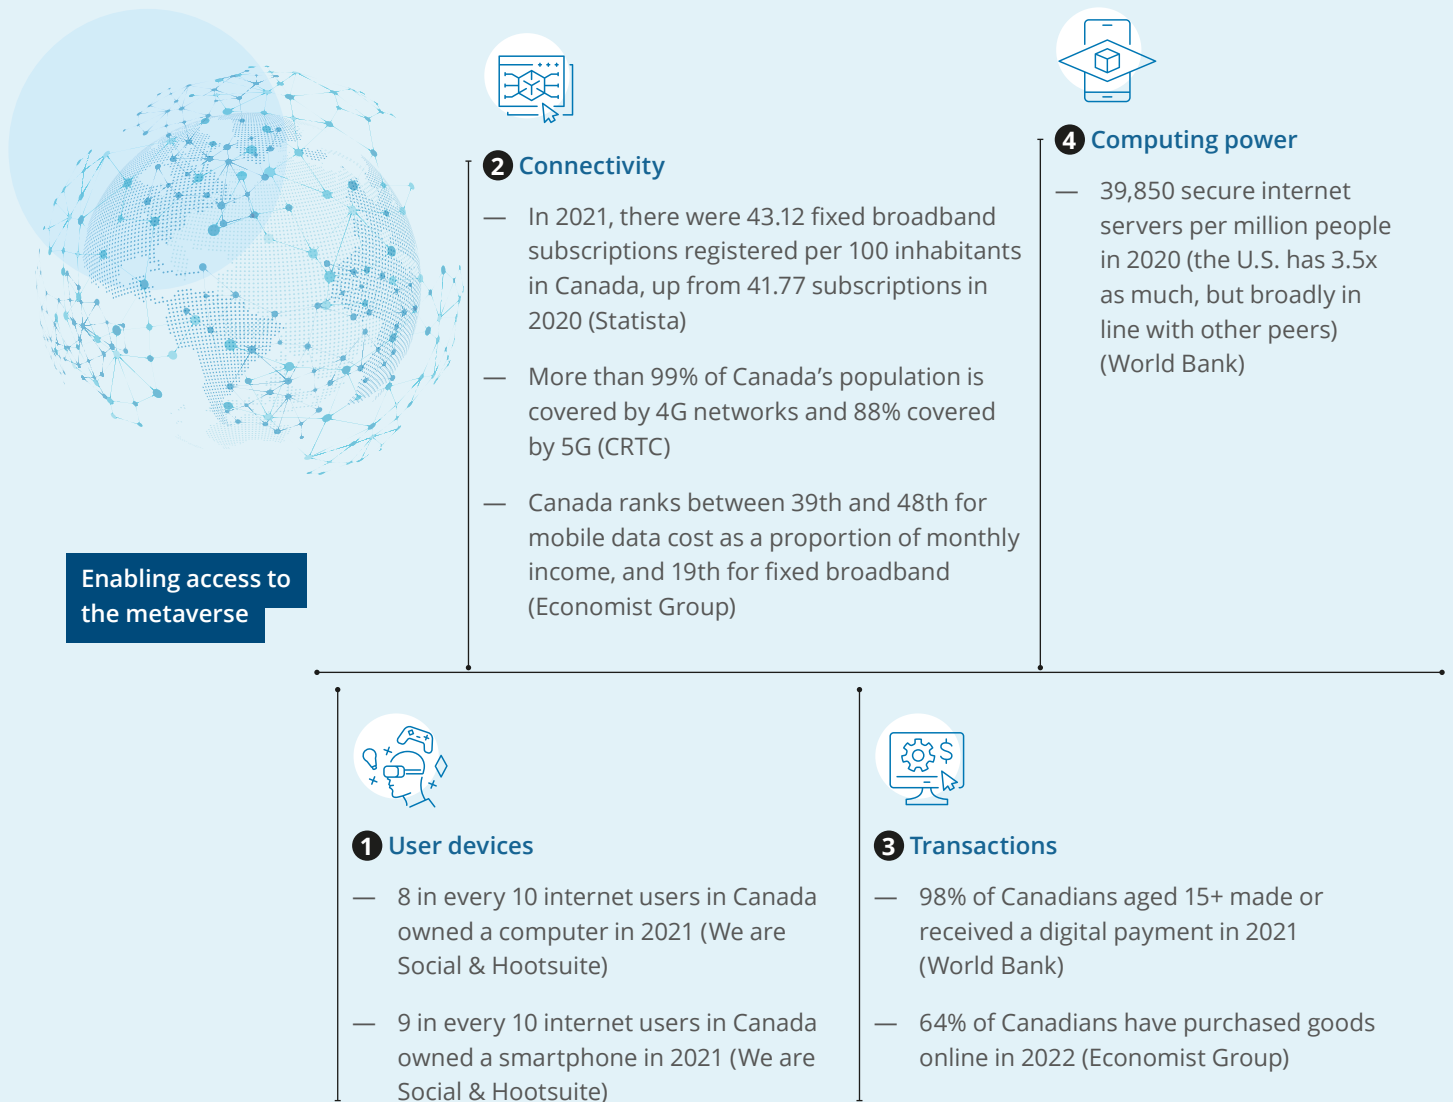 Enabling access to
the metaverse
1 User devices
— 8 in every 10 internet users in Canada
owned a computer in 2021 (We are
Social & Hootsuite)
— 9 in every 10 internet users in Canada
owned a smartphone in 2021 (We are
Social & Hootsuite)
2 Connectivity
— In 2021, there were 43.12 fixed broadband
subscriptions registered per 100 inhabitants
in Canada, up from 41.77 subscriptions in
2020 (Statista)
— More than 99% of Canada’s population is
covered by 4G networks and 88% covered
by 5G (CRTC)
— Canada ranks between 39th and 48th for
mobile data cost as a proportion of monthly
income, and 19th for fixed broadband
(Economist Group)
3 Transactions
— 98% of Canadians aged 15+ made or
received a digital payment in 2021
(World Bank)
— 64% of Canadians have purchased goods
online in 2022 (Economist Group)
4 Computing power
— 39,850 secure internet
servers per million people
in 2020 (the U.S. has 3.5x
as much, but broadly in
line with other peers)
(World Bank)